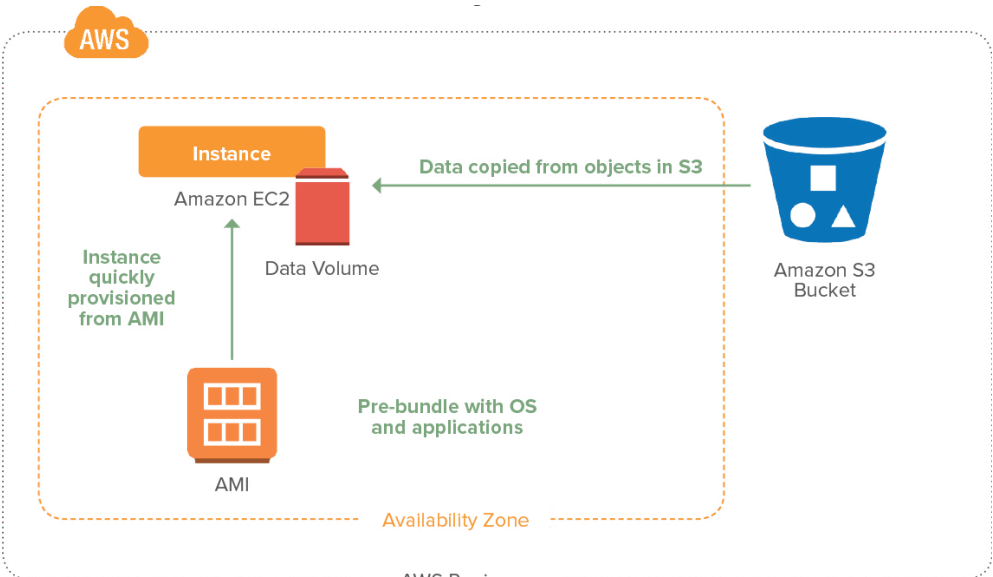 AWS
Instance
Amazon EC2
Data Volume
Data copied from objects in S3
Amazon S3
Bucket
Instance
quickly
provisioned
from AMI
Pre-bundle with OS
and applications
AMI
Availability Zone
AWS